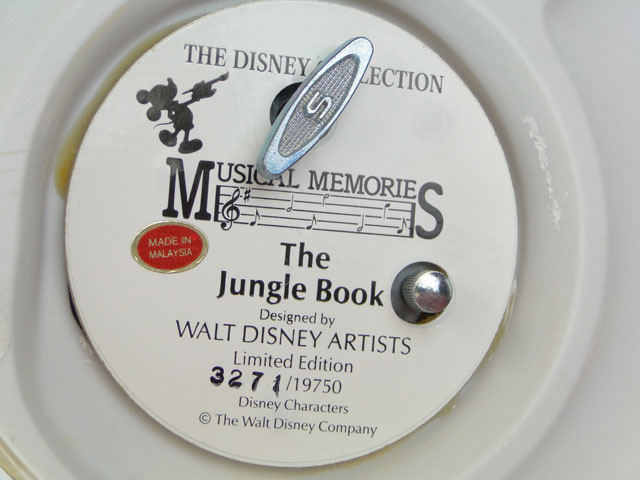 THE DISNEY COLLECTION
S
MUSICAL MEMORIES
MADE IN
MALAYSIA
The
Jungle Book
Designed by
WALT DISNEY ARTISTS
Limited Edition
3271/19750
Disney Characters
© The Walt Disney Company